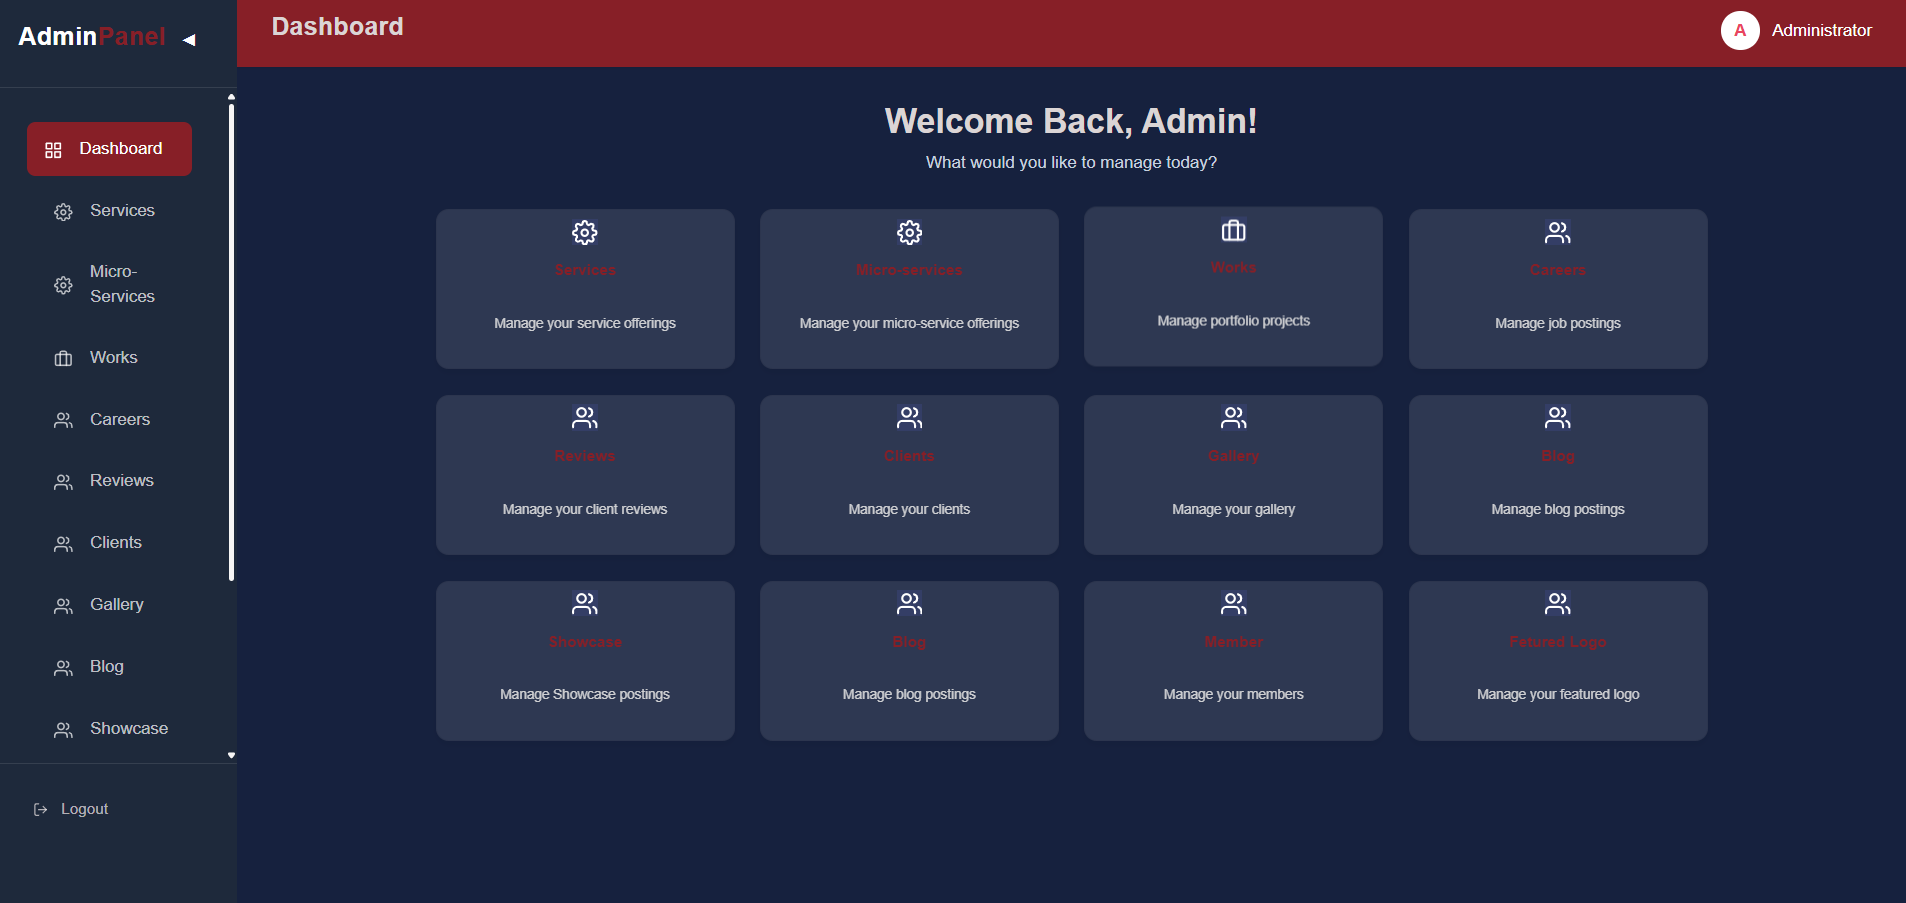 AdminPanel ◀
Dashboard
Services
Micro-
Services
Works
Careers
Reviews
Clients
Gallery
Blog
Showcase
Logout
Dashboard
A Administrator
Welcome Back, Admin!
What would you like to manage today?
Services
Manage your service offerings
Micro-services
Manage your micro-service offerings
Works
Manage portfolio projects
Careers
Manage job postings
Reviews
Manage your client reviews
Clients
Manage your clients
Gallery
Manage your gallery
Blog
Manage blog postings
Showcase
Manage Showcase postings
Blog
Manage blog postings
Member
Manage your members
Fetured Logo
Manage your featured logo